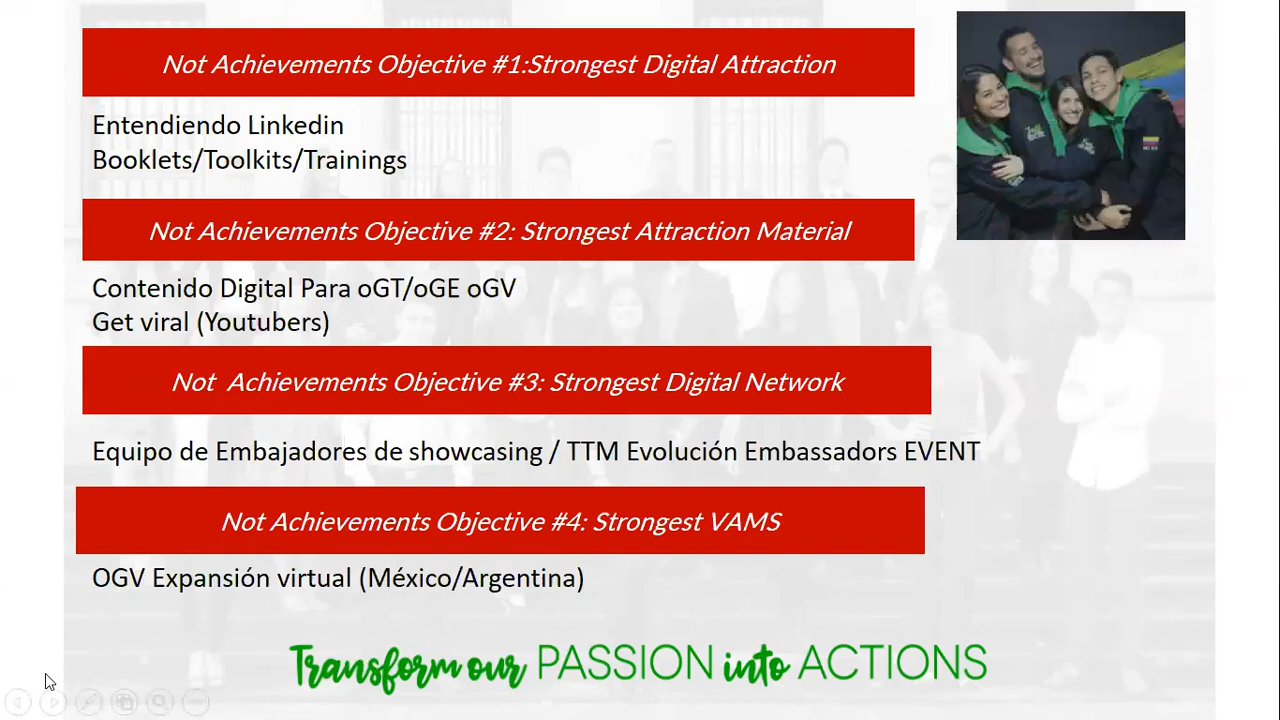 Not Achievements Objective #1:Strongest Digital Attraction
Entendiendo Linkedin
Booklets/Toolkits/Trainings
Not Achievements Objective #2: Strongest Attraction Material
Contenido Digital Para oGT/oGE oGV
Get viral (Youtubers)
Not Achievements Objective #3: Strongest Digital Network
Equipo de Embajadores de showcasing / TTM Evolución Embassadors EVENT
Not Achievements Objective #4: Strongest VAMS
OGV Expansión virtual (México/Argentina)
Transform our PASSION into ACTIONS